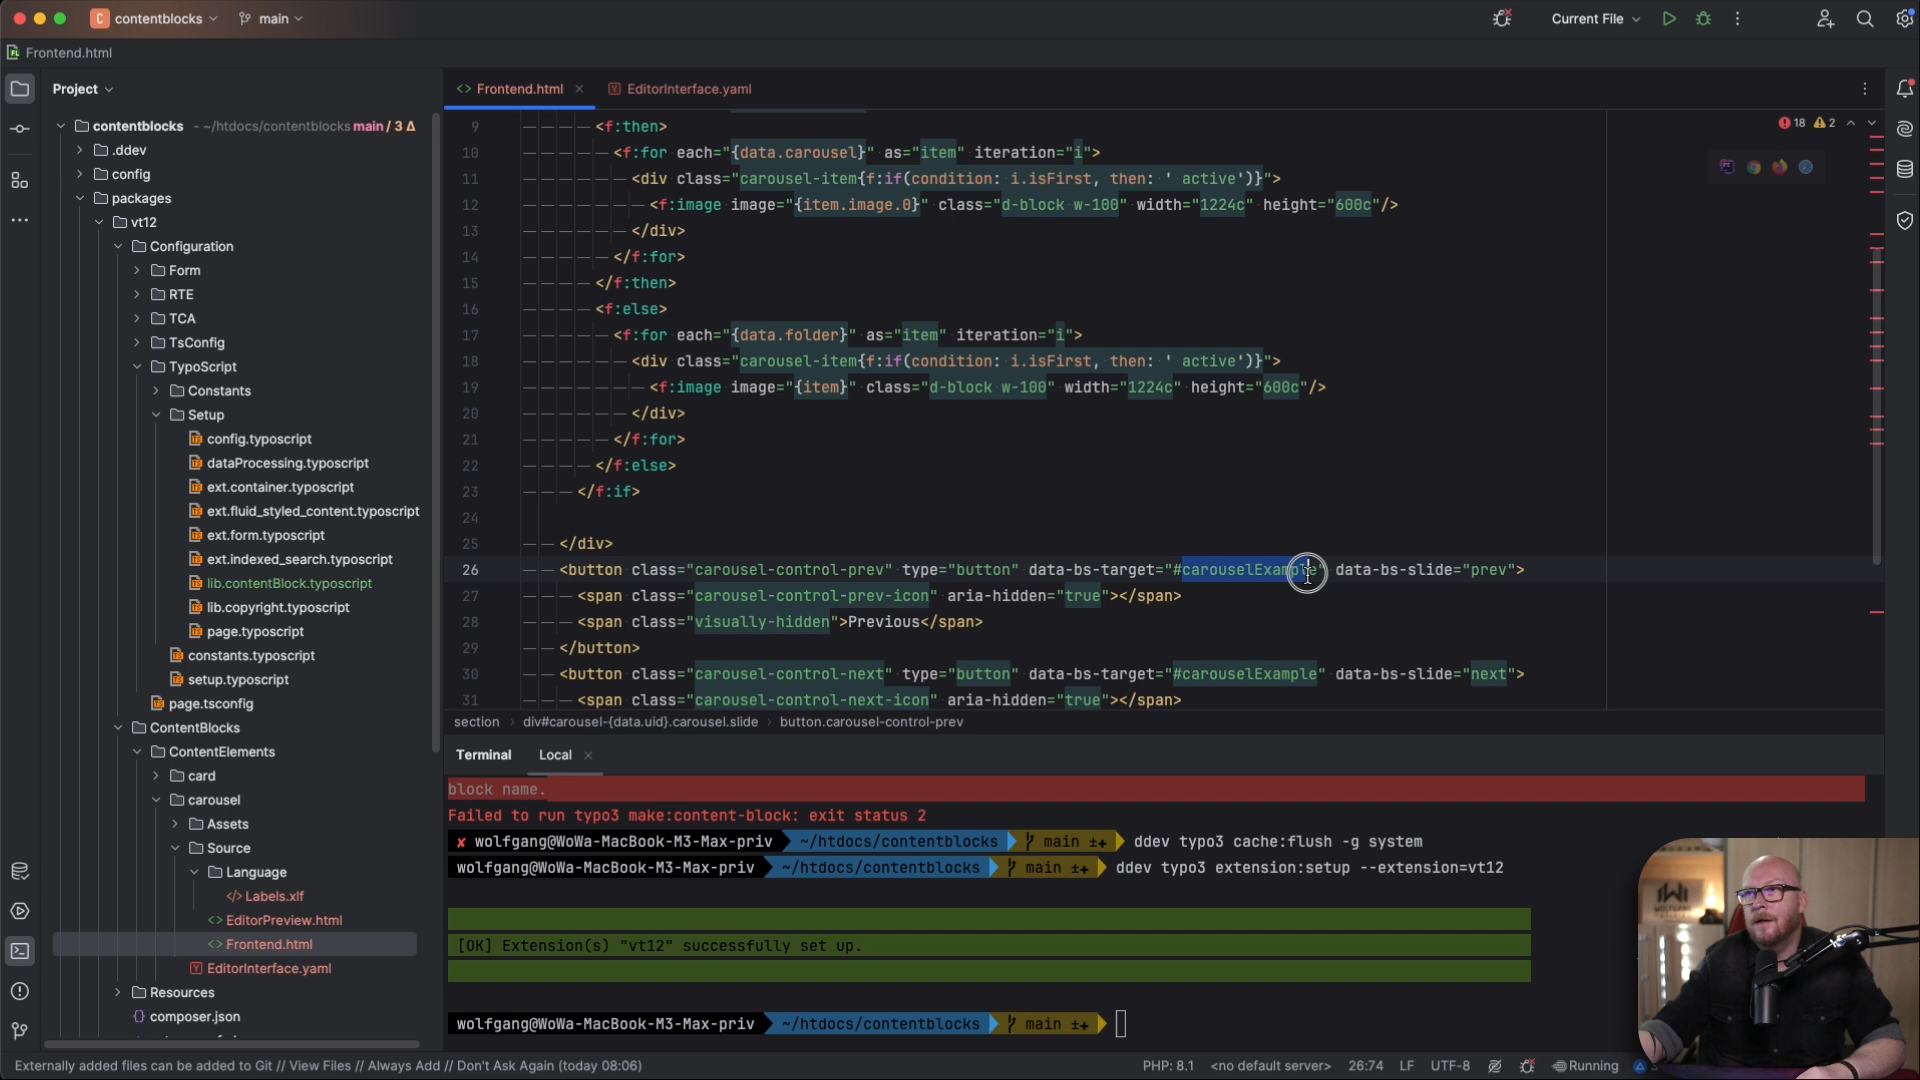 C contentblocks main
Current File
Frontend.html
Project
contentblocks - ~/htdocs/contentblocks main / 3 Δ
.ddev
config
packages
vt12
Configuration
Form
RTE
TCA
TsConfig
TypoScript
Constants
Setup
config.typoscript
dataProcessing.typoscript
ext.container.typoscript
ext.fluid_styled_content.typoscript
ext.form.typoscript
ext.indexed_search.typoscript
lib.contentBlock.typoscript
lib.copyright.typoscript
page.typoscript
constants.typoscript
setup.typoscript
page.tsconfig
ContentBlocks
ContentElements
card
carousel
Assets
Source
Language
Labels.xlf
EditorPreview.html
Frontend.html
EditorInterface.yaml
Resources
composer.json
Frontend.html EditorInterface.yaml
18 2
9 <f:then>
10 <f:for each="{data.carousel}" as="item" iteration="i">
11 <div class="carousel-item{f:if(condition: i.isFirst, then: ' active')}">
12 <f:image image="{item.image.0}" class="d-block w-100" width="1224c" height="600c"/>
13 </div>
14 </f:for>
15 </f:then>
16 <f:else>
17 <f:for each="{data.folder}" as="item" iteration="i">
18 <div class="carousel-item{f:if(condition: i.isFirst, then: ' active')}">
19 <f:image image="{item}" class="d-block w-100" width="1224c" height="600c"/>
20 </div>
21 </f:for>
22 </f:else>
23 </f:if>
24
25 </div>
26 <button class="carousel-control-prev" type="button" data-bs-target="#carouselExample" data-bs-slide="prev">
27 <span class="carousel-control-prev-icon" aria-hidden="true"></span>
28 <span class="visually-hidden">Previous</span>
29 </button>
30 <button class="carousel-control-next" type="button" data-bs-target="#carouselExample" data-bs-slide="next">
31 <span class="carousel-control-next-icon" aria-hidden="true"></span>
section › div#carousel-{data.uid}.carousel.slide › button.carousel-control-prev
Terminal Local
block name.
Failed to run typo3 make:content-block: exit status 2
✘ wolfgang@WoWa-MacBook-M3-Max-priv ~/htdocs/contentblocks main ±+ ddev typo3 cache:flush -g system
wolfgang@WoWa-MacBook-M3-Max-priv ~/htdocs/contentblocks main ±+ ddev typo3 extension:setup --extension=vt12
[OK] Extension(s) "vt12" successfully set up.
wolfgang@WoWa-MacBook-M3-Max-priv ~/htdocs/contentblocks main ±+
Externally added files can be added to Git // View Files // Always Add // Don't Ask Again (today 08:06)
PHP: 8.1 <no default server> 26:74 LF UTF-8 Running